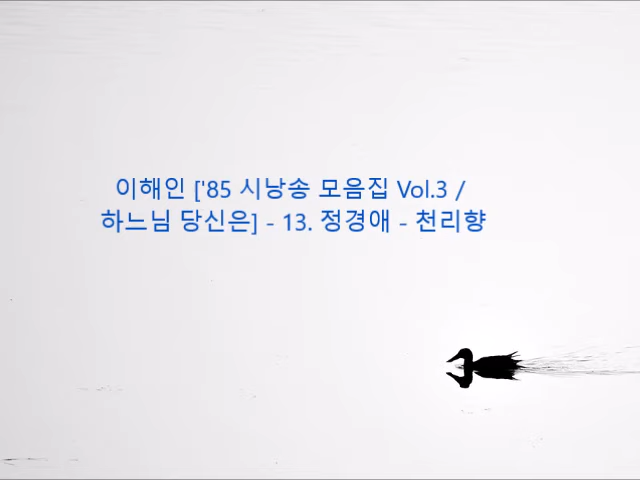 이해인 ['85 시낭송 모음집 Vol.3 /
하느님 당신은] - 13. 정경애 - 천리향